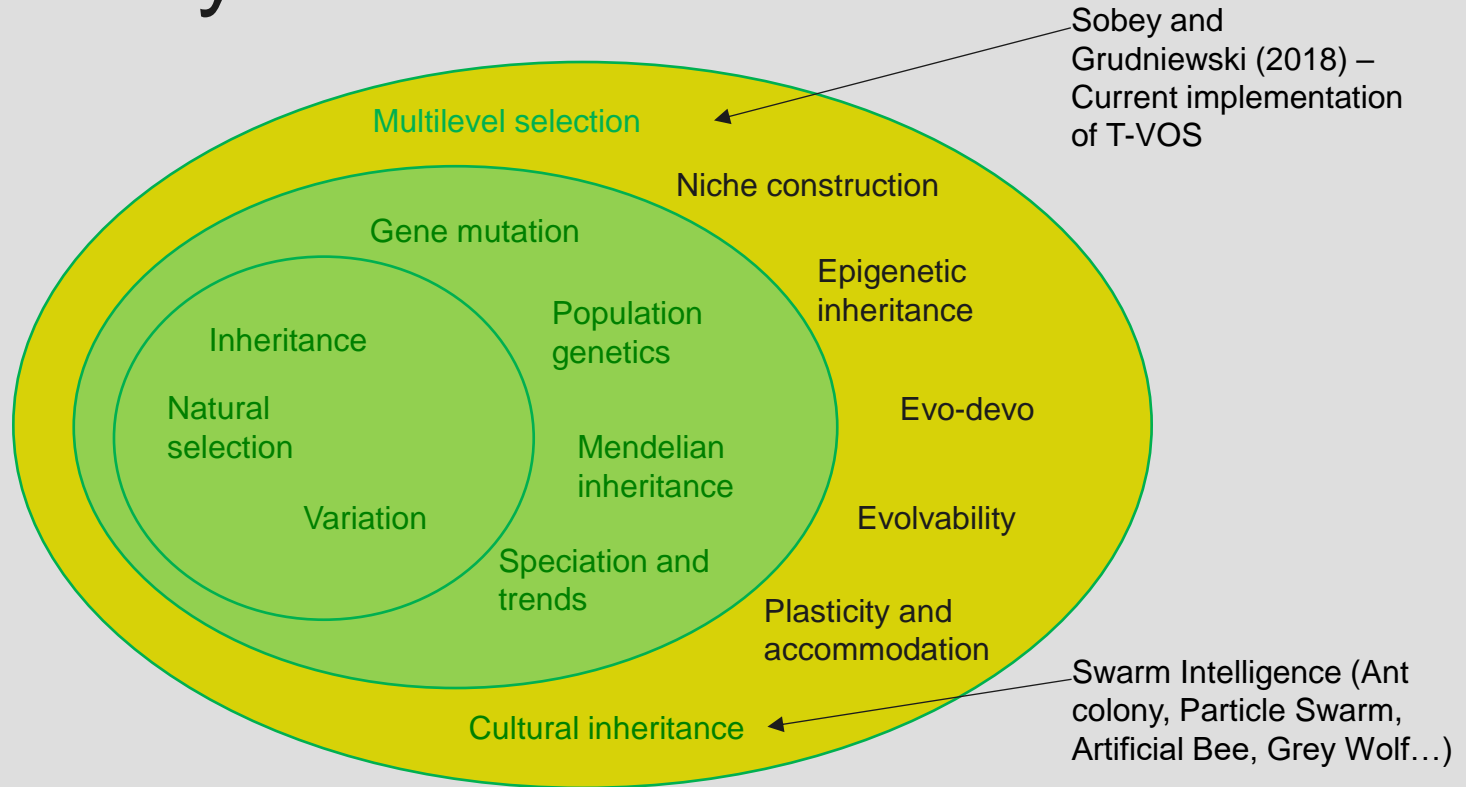 Sobey and
Grudniewski (2018) –
Current implementation
of T-VOS
Multilevel selection
Niche construction
Gene mutation
Epigenetic
inheritance
Population
genetics
Inheritance
Natural
selection
Evo-devo
Mendelian
inheritance
Variation
Evolvability
Speciation and
trends
Plasticity and
accommodation
Swarm Intelligence (Ant
colony, Particle Swarm,
Artificial Bee, Grey Wolf…)
Cultural inheritance